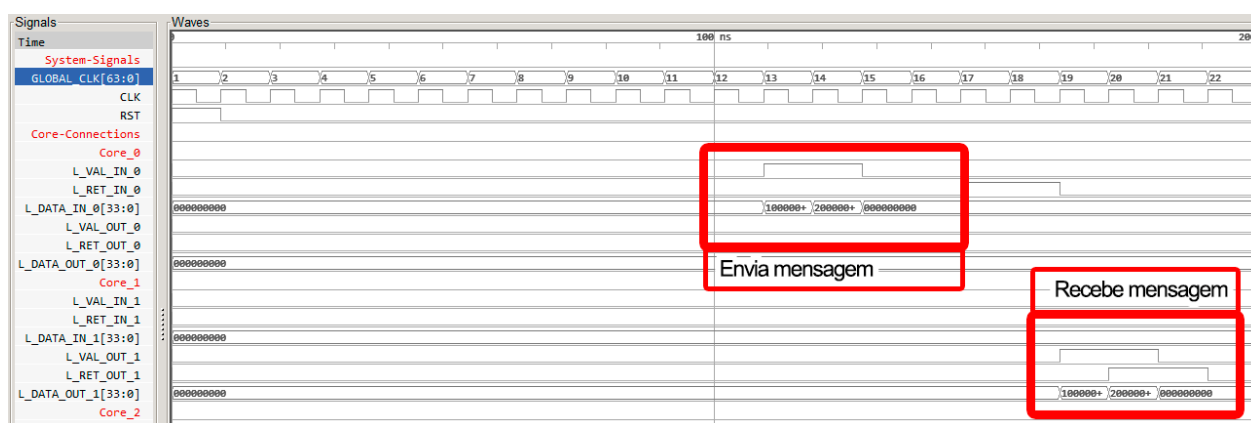 Signals
Waves
Time
100 ns
20
System-Signals
GLOBAL_CLK[63:0]
1 2 3 4 5 6 7 8 9 10 11 12 13 14 15 16 17 18 19 20 21 22
CLK
RST
Core-Connections
Core_0
L_VAL_IN_0
L_RET_IN_0
L_DATA_IN_0[33:0]
000000000 100000+ 200000+ 000000000
L_VAL_OUT_0
L_RET_OUT_0
L_DATA_OUT_0[33:0]
000000000
Envia mensagem
Core_1
Recebe mensagem
L_VAL_IN_1
L_RET_IN_1
L_DATA_IN_1[33:0]
000000000
L_VAL_OUT_1
L_RET_OUT_1
L_DATA_OUT_1[33:0]
000000000 100000+ 200000+ 000000000
Core_2